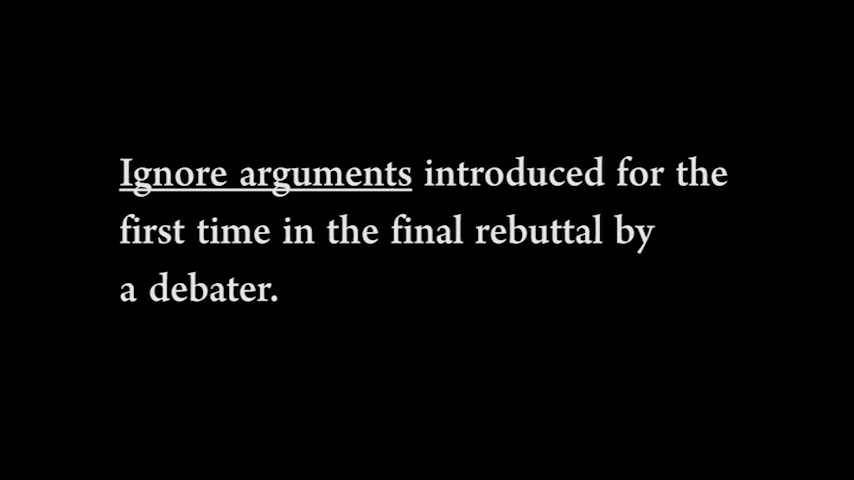 Ignore arguments introduced for the
first time in the final rebuttal by
a debater.